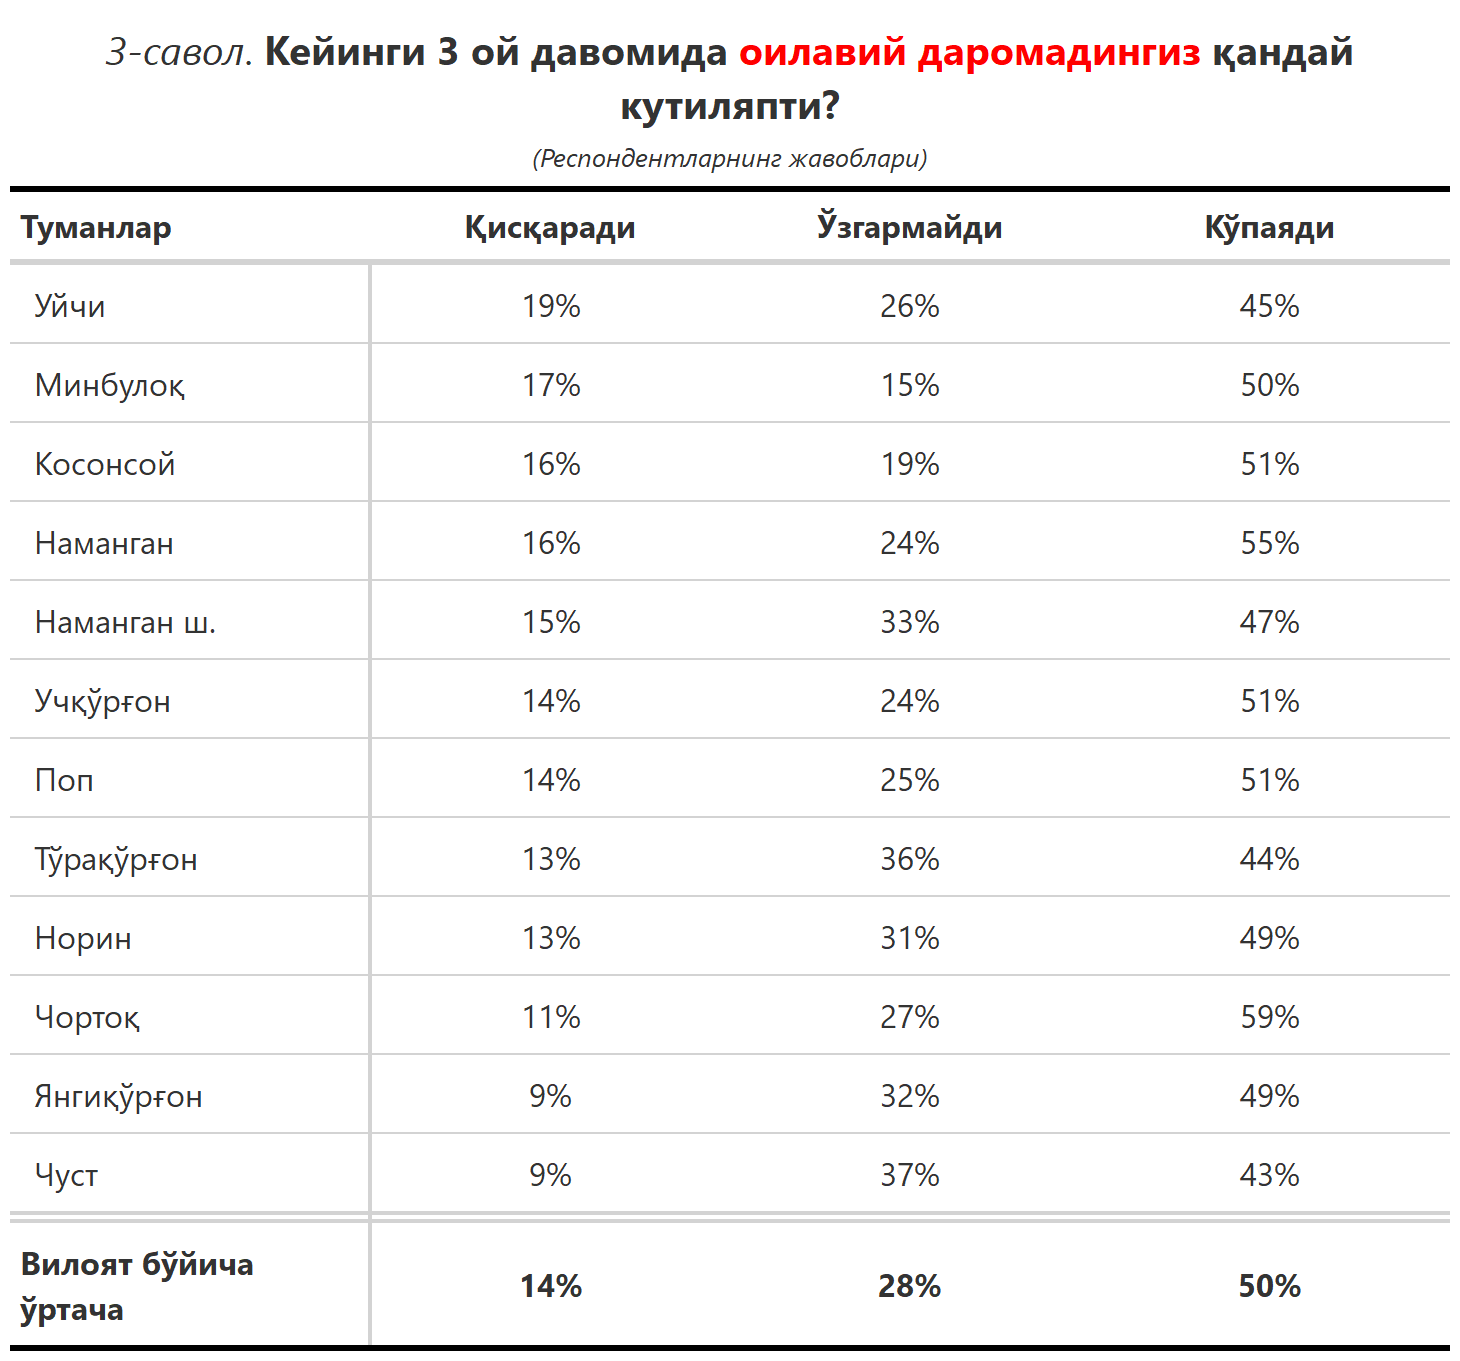 3-савол. Кейинги 3 ой давомида оилавий даромадингиз қандай
кутиляпти?
(Респондентларнинг жавоблари)
Туманлар Қисқаради Ўзгармайди Кўпаяди
Уйчи 19% 26% 45%
Минбулоқ 17% 15% 50%
Косонсой 16% 19% 51%
Наманган 16% 24% 55%
Наманган ш. 15% 33% 47%
Учқўрғон 14% 24% 51%
Поп 14% 25% 51%
Тўрақўрғон 13% 36% 44%
Норин 13% 31% 49%
Чортоқ 11% 27% 59%
Янгиқўрғон 9% 32% 49%
Чуст 9% 37% 43%
Вилоят бўйича
ўртача 14% 28% 50%